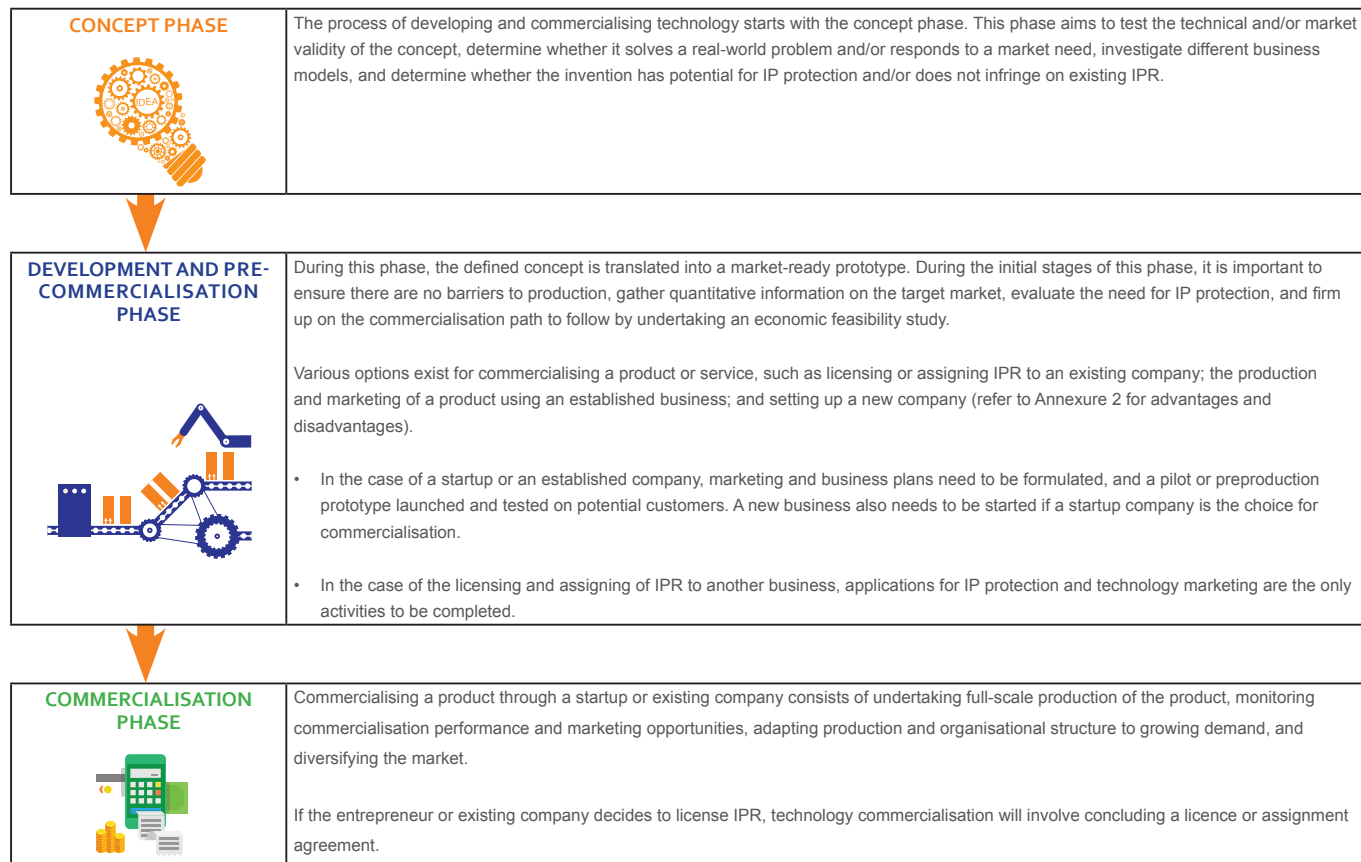 CONCEPT PHASE
IDEA
The process of developing and commercialising technology starts with the concept phase. This phase aims to test the technical and/or market
validity of the concept, determine whether it solves a real-world problem and/or responds to a market need, investigate different business
models, and determine whether the invention has potential for IP protection and/or does not infringe on existing IPR.
DEVELOPMENT AND PRE-
COMMERCIALISATION
PHASE
During this phase, the defined concept is translated into a market-ready prototype. During the initial stages of this phase, it is important to
ensure there are no barriers to production, gather quantitative information on the target market, evaluate the need for IP protection, and firm
up on the commercialisation path to follow by undertaking an economic feasibility study.
Various options exist for commercialising a product or service, such as licensing or assigning IPR to an existing company; the production
and marketing of a product using an established business; and setting up a new company (refer to Annexure 2 for advantages and
disadvantages).
• In the case of a startup or an established company, marketing and business plans need to be formulated, and a pilot or preproduction
prototype launched and tested on potential customers. A new business also needs to be started if a startup company is the choice for
commercialisation.
• In the case of the licensing and assigning of IPR to another business, applications for IP protection and technology marketing are the only
activities to be completed.
COMMERCIALISATION
PHASE
Commercialising a product through a startup or existing company consists of undertaking full-scale production of the product, monitoring
commercialisation performance and marketing opportunities, adapting production and organisational structure to growing demand, and
diversifying the market.
If the entrepreneur or existing company decides to license IPR, technology commercialisation will involve concluding a licence or assignment
agreement.